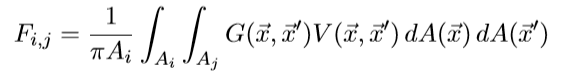 $$F_{i,j} = \frac{1}{\pi A_i} \int_{A_i} \int_{A_j} G(\vec{x}, \vec{x}') V(\vec{x}, \vec{x}') \, dA(\vec{x}) \, dA(\vec{x}')$$